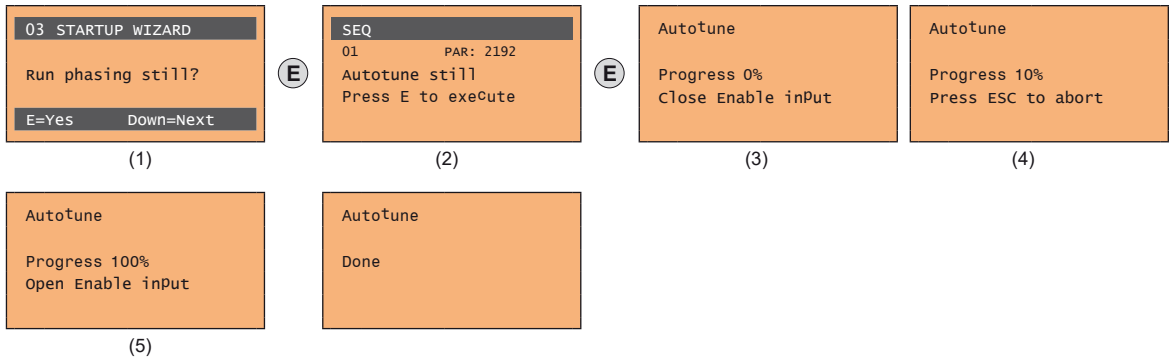 03 STARTUP WIZARD
Run phasing still?
E=Yes Down=Next
(1)
E
SEQ
01 PAR: 2192
Autotune still
Press E to execute
(2)
E
Autotune
Progress 0%
Close Enable input
(3)
Autotune
Progress 10%
Press ESC to abort
(4)
Autotune
Progress 100%
Open Enable input
(5)
Autotune
Done